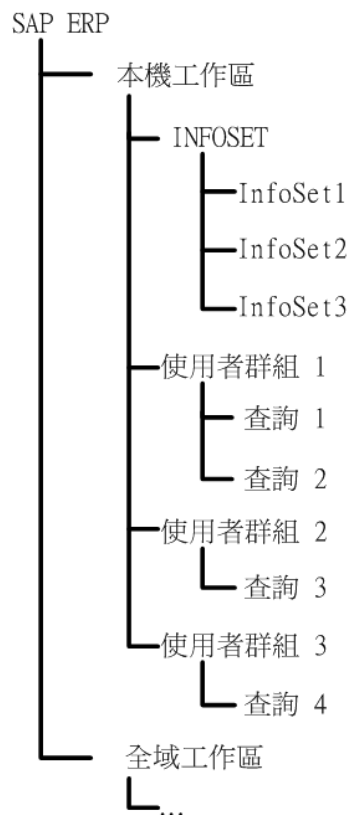 SAP ERP
本機工作區
INFOSET
InfoSet1
InfoSet2
InfoSet3
使用者群組 1
查詢 1
查詢 2
使用者群組 2
查詢 3
使用者群組 3
查詢 4
全域工作區
...